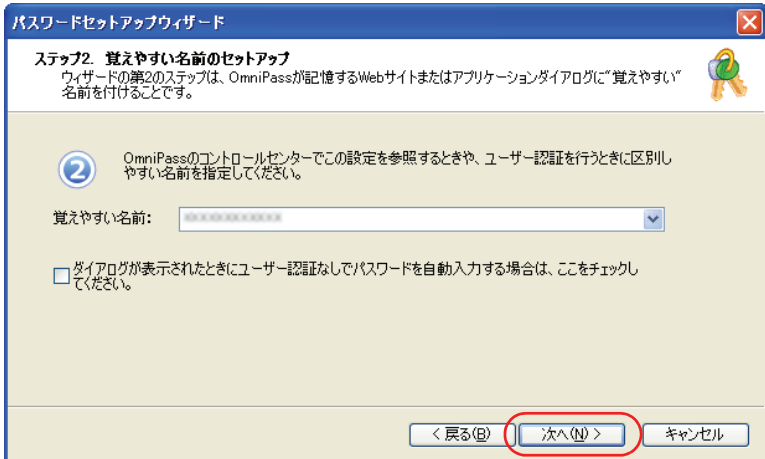 パスワードセットアップウィザード
ステップ2. 覚えやすい名前のセットアップ
ウィザードの第2のステップは、OmniPassが記憶するWebサイトまたはアプリケーションダイアログに“覚えやすい”
名前を付けることです。
2
OmniPassのコントロールセンターでこの設定を参照するときや、ユーザー認証を行うときに区別し
やすい名前を指定してください。
覚えやすい名前:
ダイアログが表示されたときにユーザー認証なしでパスワードを自動入力する場合は、ここをチェックし
てください。
< 戻る(B) 次へ(N) > キャンセル